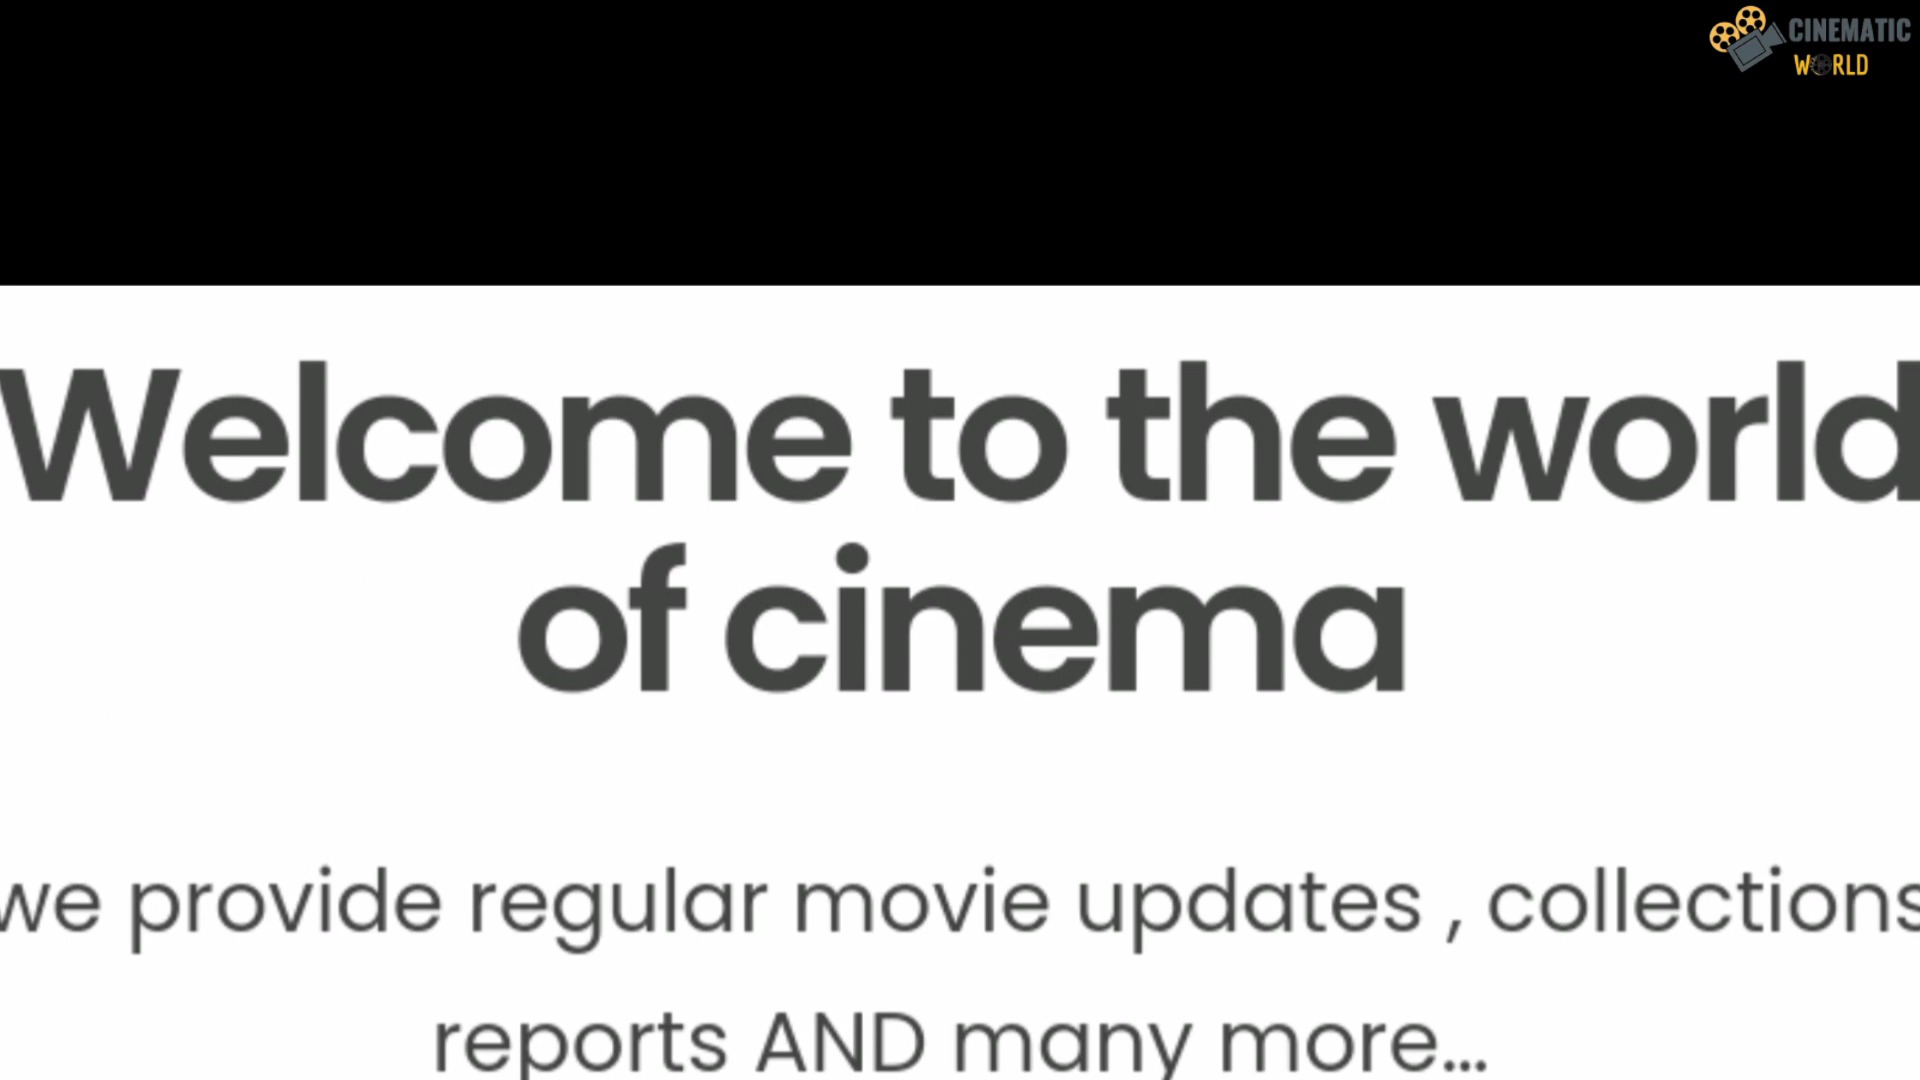 CINEMATIC
WORLD
Welcome to the world
of cinema
we provide regular movie updates , collections
reports AND many more...